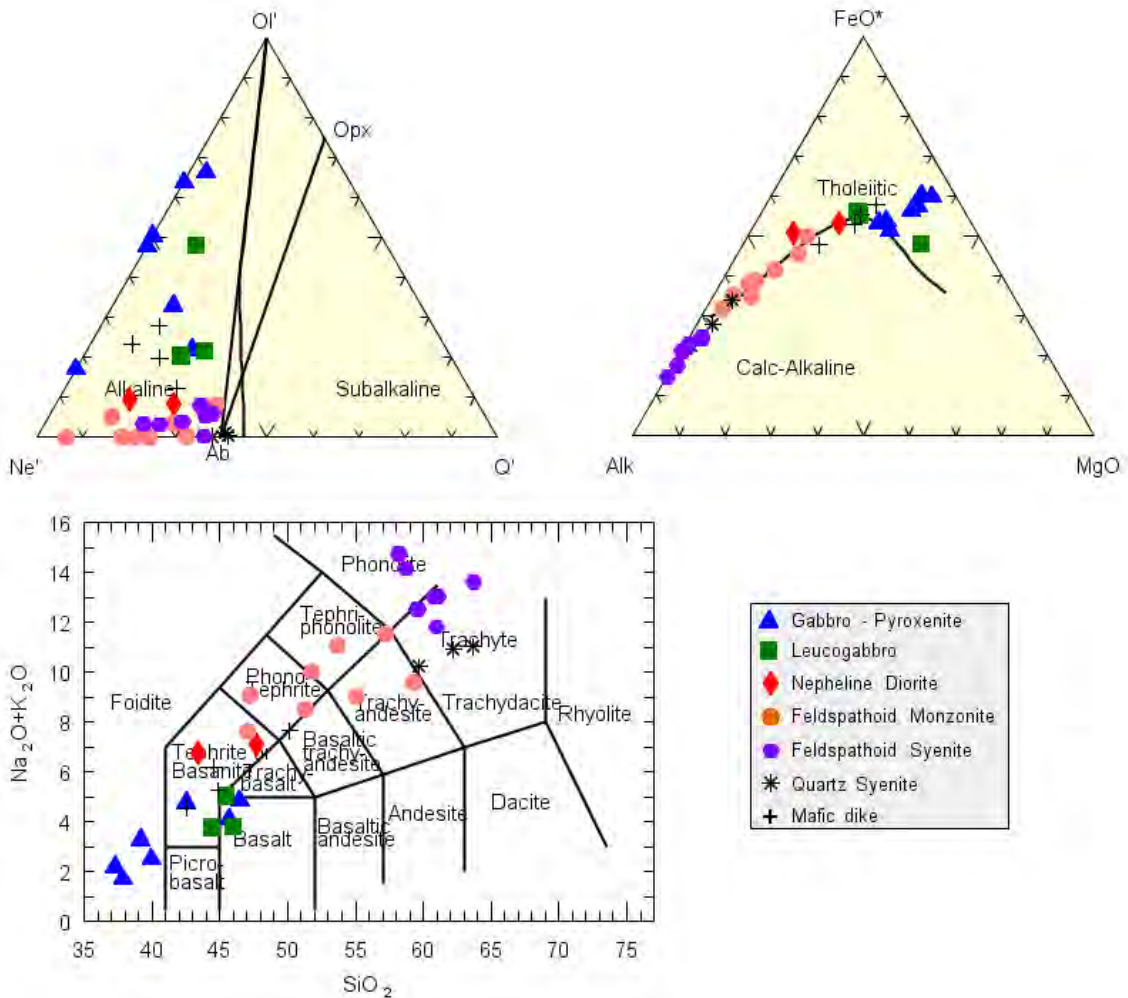 Ol'
Opx
Alkaline
Subalkaline
Ne'
Ab
Q'
FeO*
Tholeiitic
Calc-Alkaline
Alk
MgO
Na₂O+K₂O
16
14
12
10
8
6
4
2
0
Phonolite
Tephri-
phonolite
Trachyte
Phono-
Tephrite
Foidite
Trachy-
andesite
Trachydacite
Rhyolite
Tephrite
Basanite
Basaltic
trachy-
andesite
Trachy-
basalt
Andesite
Dacite
Basalt
Basaltic
andesite
Picro-
basalt
35 40 45 50 55 60 65 70 75
SiO₂
Gabbro - Pyroxenite
Leucogabbro
Nepheline Diorite
Feldspathoid Monzonite
Feldspathoid Syenite
Quartz Syenite
Mafic dike